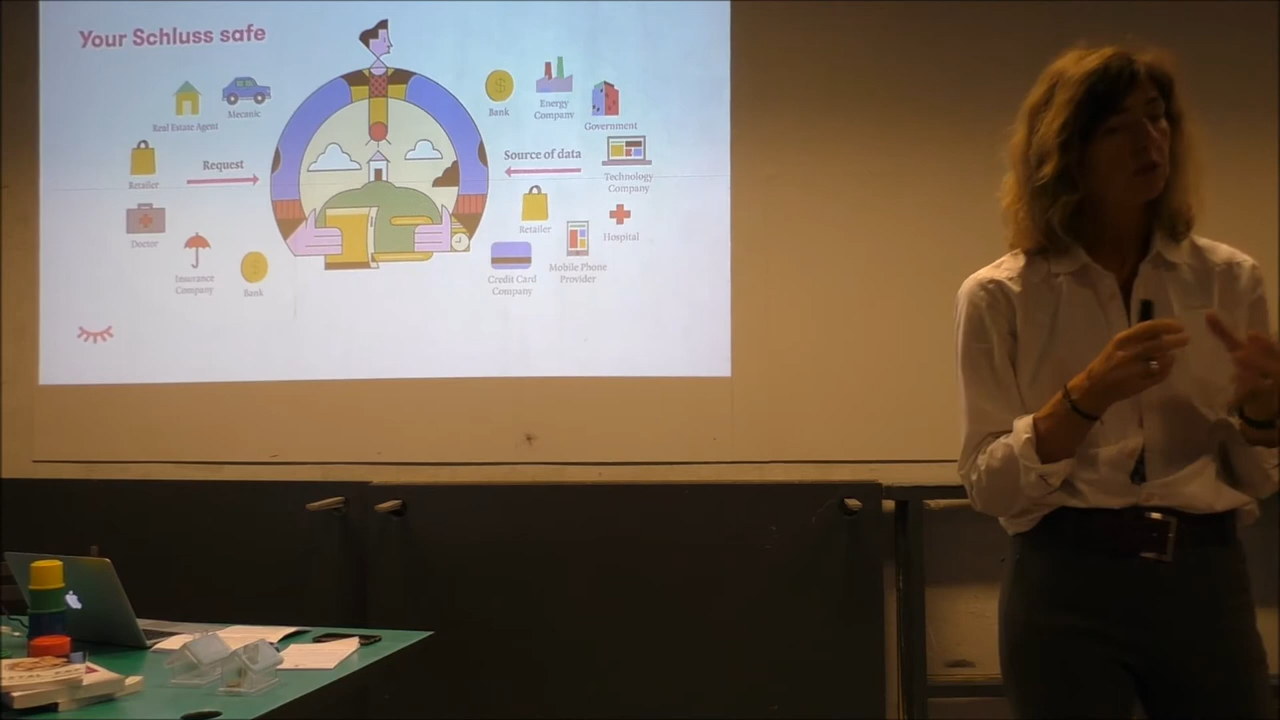 Your Schluss safe
Real Estate Agent
Mecanic
Retailer
Request
Doctor
Insurance
Company
Bank
Bank
Energy
Company
Government
Source of data
Technology
Company
Retailer
Hospital
Credit Card
Company
Mobile Phone
Provider